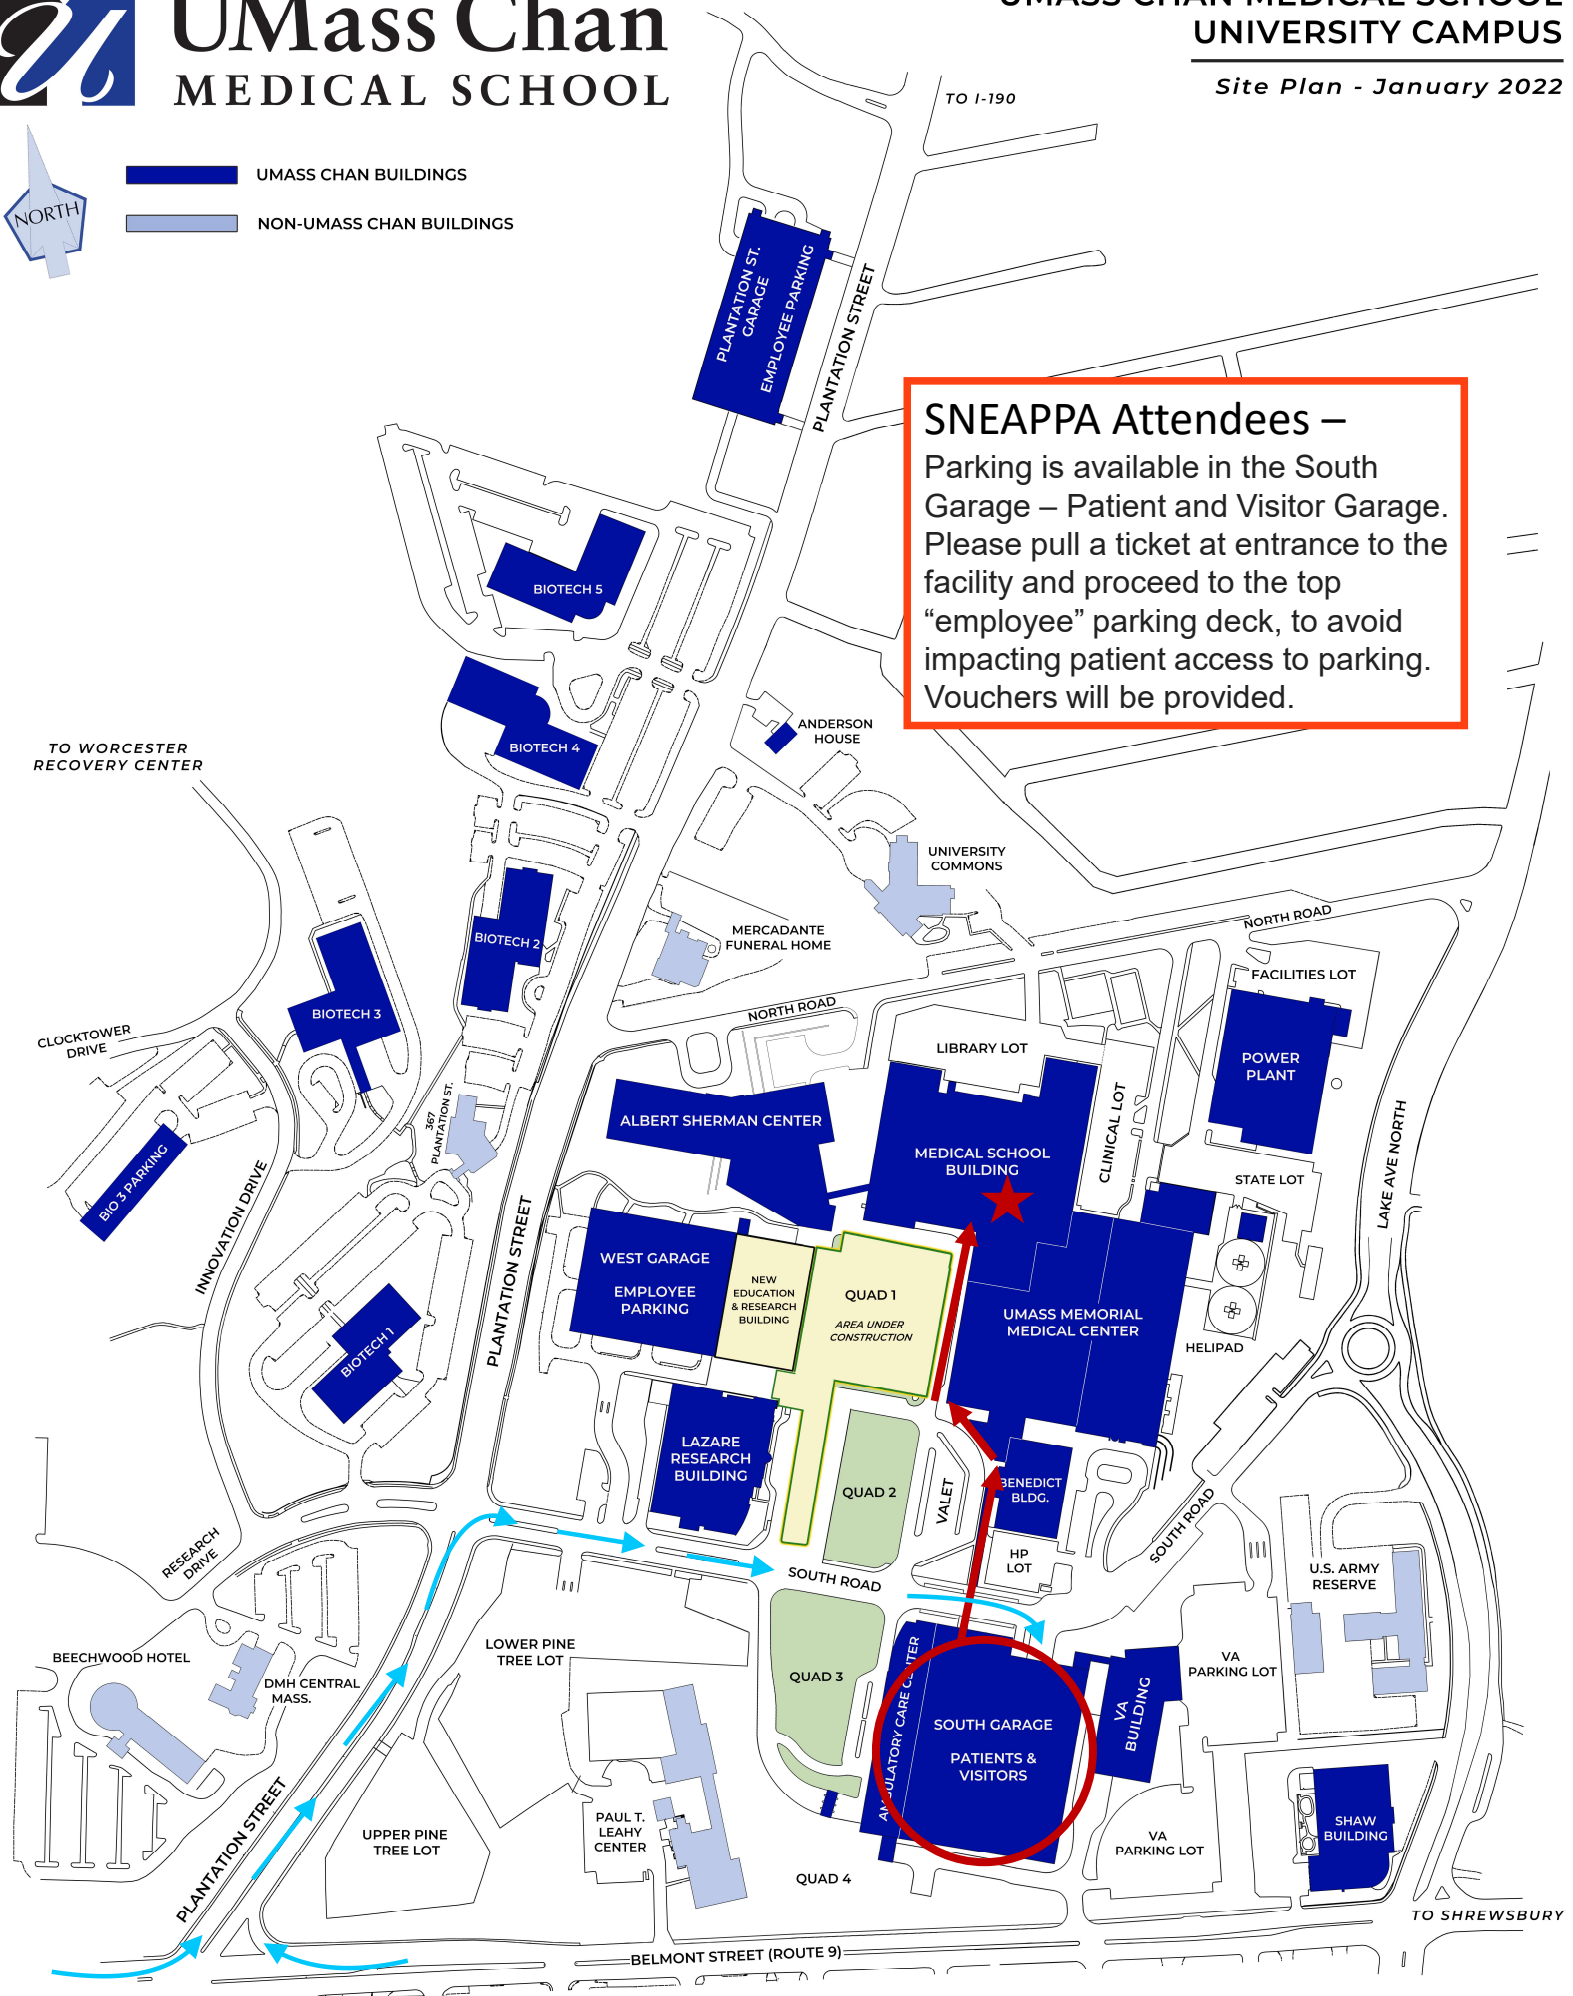 UMass Chan
MEDICAL SCHOOL
UMASS CHAN MEDICAL SCHOOL
UNIVERSITY CAMPUS
Site Plan - January 2022
NORTH
UMASS CHAN BUILDINGS
NON-UMASS CHAN BUILDINGS
TO I-190
PLANTATION ST.
GARAGE
EMPLOYEE PARKING
PLANTATION STREET
SNEAPPA Attendees –
Parking is available in the South
Garage – Patient and Visitor Garage.
Please pull a ticket at entrance to the
facility and proceed to the top
“employee” parking deck, to avoid
impacting patient access to parking.
Vouchers will be provided.
BIOTECH 5
BIOTECH 4
ANDERSON
HOUSE
TO WORCESTER
RECOVERY CENTER
UNIVERSITY
COMMONS
BIOTECH 2
MERCADANTE
FUNERAL HOME
NORTH ROAD
FACILITIES LOT
BIOTECH 3
NORTH ROAD
CLOCKTOWER
DRIVE
LIBRARY LOT
POWER
PLANT
367
PLANTATION ST.
ALBERT SHERMAN CENTER
CLINICAL LOT
LAKE AVE NORTH
MEDICAL SCHOOL
BUILDING
BIO 3 PARKING
STATE LOT
INNOVATION DRIVE
PLANTATION STREET
WEST GARAGE
EMPLOYEE
PARKING
NEW
EDUCATION
& RESEARCH
BUILDING
QUAD 1
AREA UNDER
CONSTRUCTION
UMASS MEMORIAL
MEDICAL CENTER
HELIPAD
BIOTECH 1
LAZARE
RESEARCH
BUILDING
QUAD 2
VALET
BENEDICT
BLDG.
HP
LOT
SOUTH ROAD
RESEARCH
DRIVE
SOUTH ROAD
U.S. ARMY
RESERVE
BEECHWOOD HOTEL
DMH CENTRAL
MASS.
LOWER PINE
TREE LOT
QUAD 3
AMBULATORY CARE CENTER
SOUTH GARAGE
PATIENTS &
VISITORS
VA
BUILDING
VA
PARKING LOT
PLANTATION STREET
UPPER PINE
TREE LOT
PAUL T.
LEAHY
CENTER
QUAD 4
VA
PARKING LOT
SHAW
BUILDING
TO SHREWSBURY
BELMONT STREET (ROUTE 9)